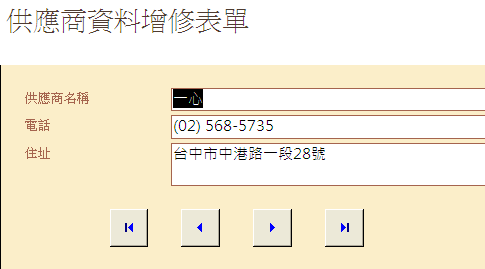 供應商資料增修表單
供應商名稱 一心
電話 (02) 568-5735
住址 台中市中港路一段28號